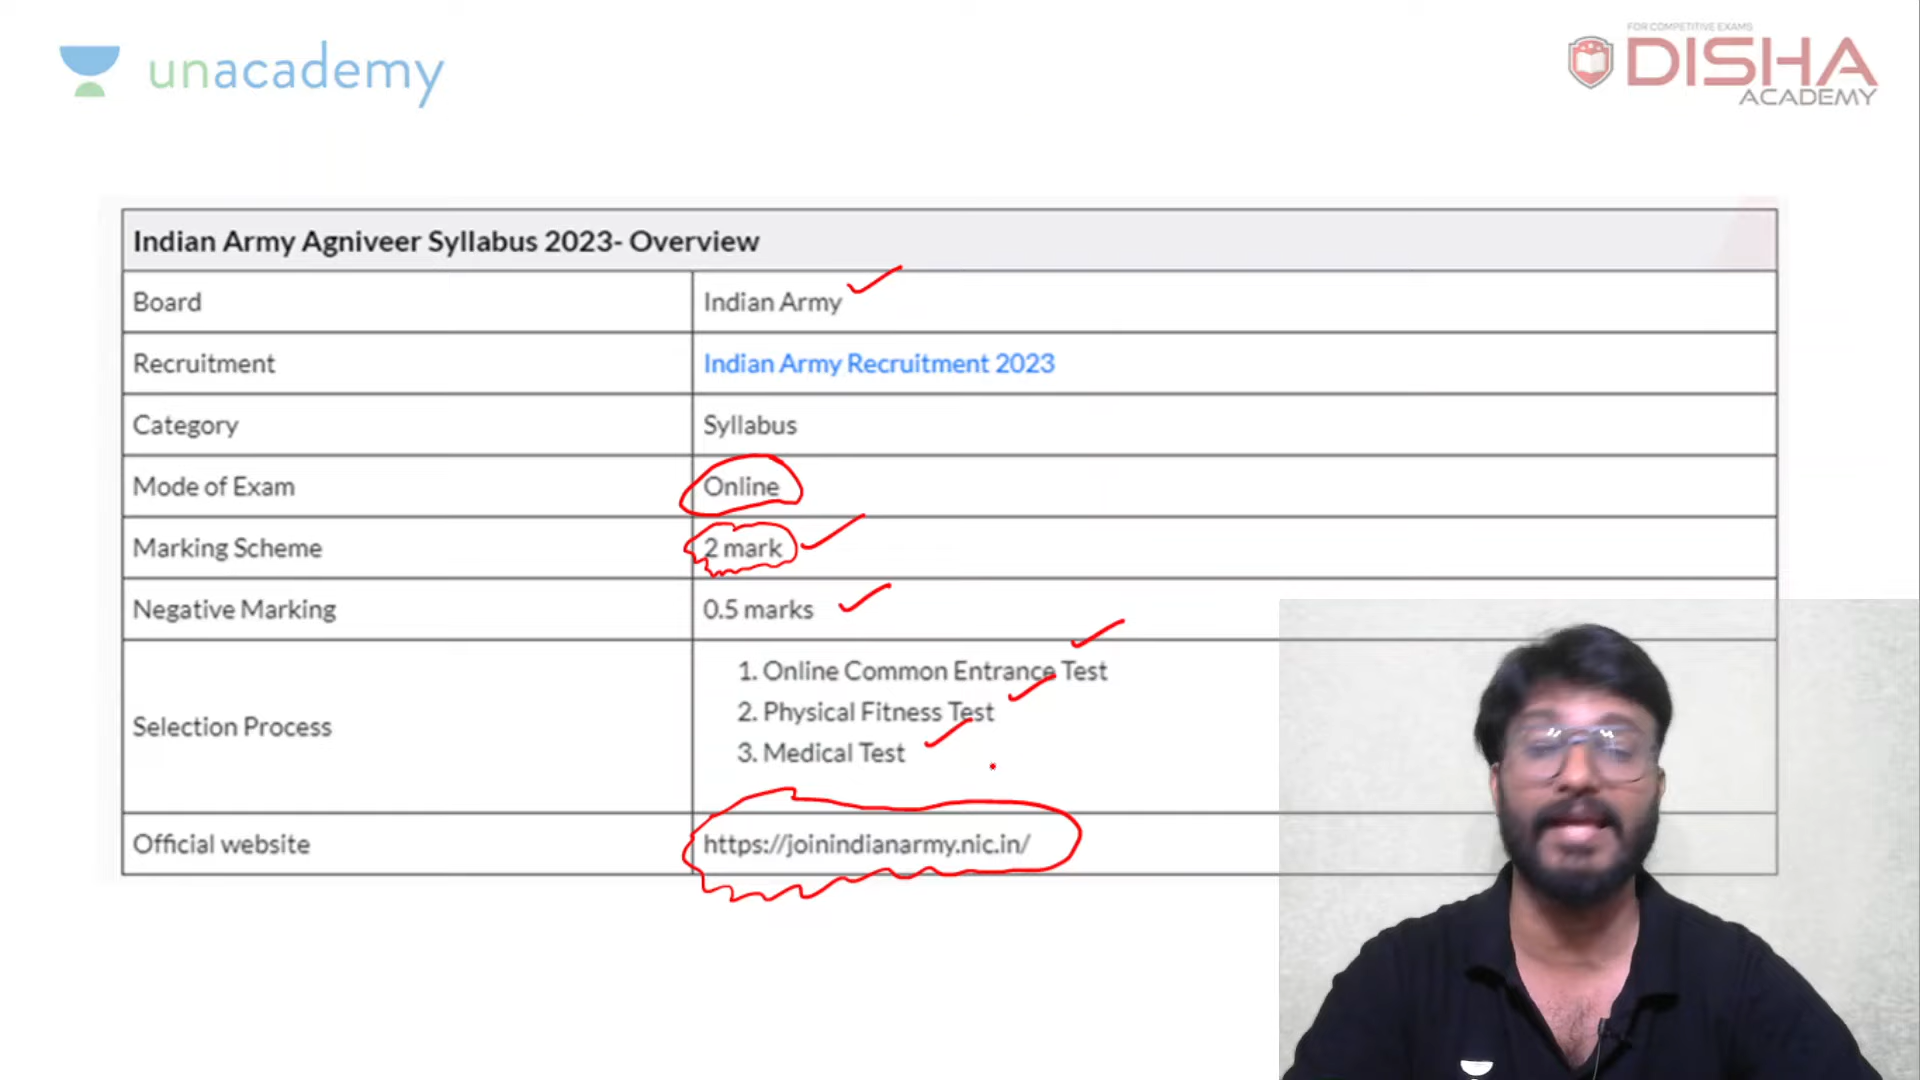 unacademy
FOR COMPETITIVE EXAMS
DISHA
ACADEMY
Indian Army Agniveer Syllabus 2023- Overview
Board Indian Army
Recruitment Indian Army Recruitment 2023
Category Syllabus
Mode of Exam Online
Marking Scheme 2 mark
Negative Marking 0.5 marks
Selection Process
1. Online Common Entrance Test
2. Physical Fitness Test
3. Medical Test
Official website https://joinindianarmy.nic.in/